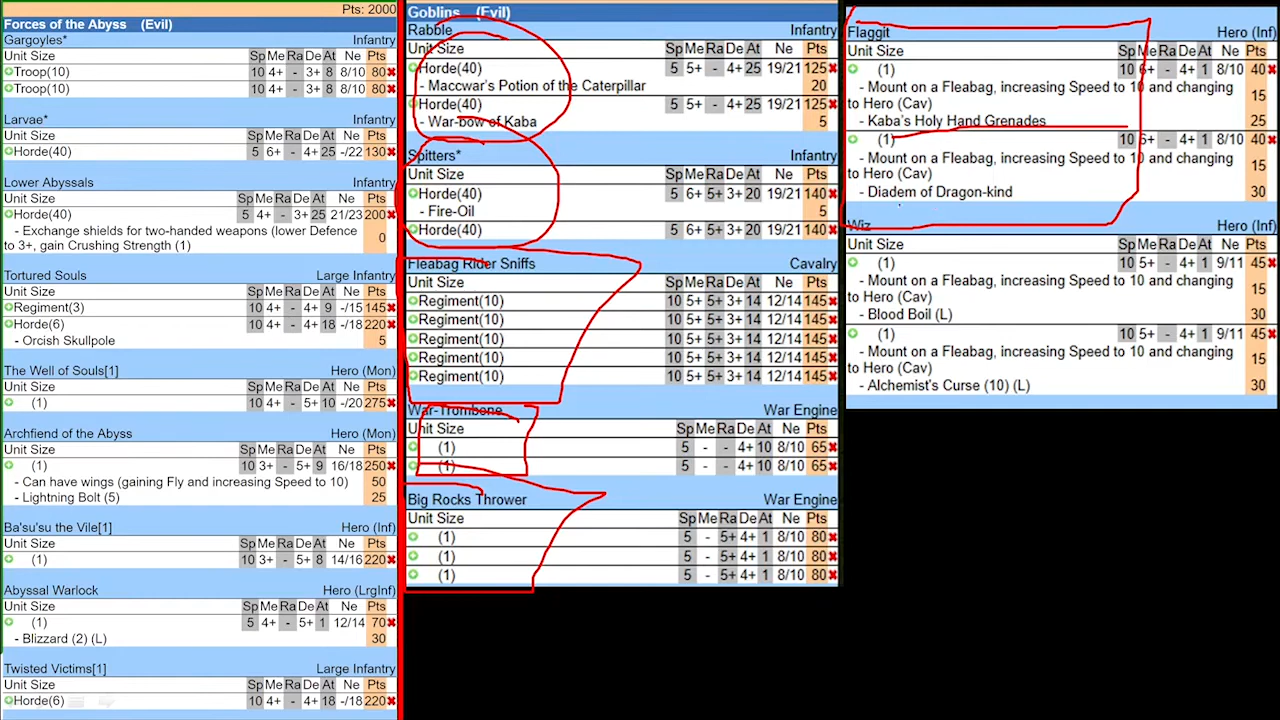 Pts: 2000
Forces of the Abyss (Evil)
Gargoyles* Infantry
Unit Size Sp Me Ra De At Ne Pts
Troop(10) 10 4+ - 3+ 8 8/10 80
Troop(10) 10 4+ - 3+ 8 8/10 80
Larvae* Infantry
Unit Size Sp Me Ra De At Ne Pts
Horde(40) 5 6+ - 4+ 25 -/22 130
Lower Abyssals Infantry
Unit Size Sp Me Ra De At Ne Pts
Horde(40) 5 4+ - 3+ 25 21/23 200
- Exchange shields for two-handed weapons (lower Defence
to 3+, gain Crushing Strength (1) 0
Tortured Souls Large Infantry
Unit Size Sp Me Ra De At Ne Pts
Regiment(3) 10 4+ - 4+ 9 -/15 145
Horde(6) 10 4+ - 4+ 18 -/18 220
- Orcish Skullpole 5
The Well of Souls[1] Hero (Mon)
Unit Size Sp Me Ra De At Ne Pts
(1) 10 4+ - 5+ 10 -/20 275
Archfiend of the Abyss Hero (Mon)
Unit Size Sp Me Ra De At Ne Pts
(1) 10 3+ - 5+ 9 16/18 250
- Can have wings (gaining Fly and increasing Speed to 10) 50
- Lightning Bolt (5) 25
Ba'su'su the Vile[1] Hero (Inf)
Unit Size Sp Me Ra De At Ne Pts
(1) 10 3+ - 5+ 8 14/16 220
Abyssal Warlock Hero (LrgInf)
Unit Size Sp Me Ra De At Ne Pts
(1) 5 4+ - 5+ 1 12/14 70
- Blizzard (2) (L) 30
Twisted Victims[1] Large Infantry
Unit Size Sp Me Ra De At Ne Pts
Horde(6) 10 4+ - 4+ 18 -/18 220
Goblins (Evil)
Rabble Infantry
Unit Size Sp Me Ra De At Ne Pts
Horde(40) 5 5+ - 4+ 25 19/21 125
- Maccwar's Potion of the Caterpillar 20
Horde(40) 5 5+ - 4+ 25 19/21 125
- War-bow of Kaba 5
Spitters* Infantry
Unit Size Sp Me Ra De At Ne Pts
Horde(40) 5 6+ 5+ 3+ 20 19/21 140
- Fire-Oil 5
Horde(40) 5 6+ 5+ 3+ 20 19/21 140
Fleabag Rider Sniffs Cavalry
Unit Size Sp Me Ra De At Ne Pts
Regiment(10) 10 5+ 5+ 3+ 14 12/14 145
Regiment(10) 10 5+ 5+ 3+ 14 12/14 145
Regiment(10) 10 5+ 5+ 3+ 14 12/14 145
Regiment(10) 10 5+ 5+ 3+ 14 12/14 145
Regiment(10) 10 5+ 5+ 3+ 14 12/14 145
War-Trombone War Engine
Unit Size Sp Me Ra De At Ne Pts
(1) 5 - - 4+ 10 8/10 65
(1) 5 - - 4+ 10 8/10 65
Big Rocks Thrower War Engine
Unit Size Sp Me Ra De At Ne Pts
(1) 5 - 5+ 4+ 1 8/10 80
(1) 5 - 5+ 4+ 1 8/10 80
(1) 5 - 5+ 4+ 1 8/10 80
Flaggit Hero (Inf)
Unit Size Sp Me Ra De At Ne Pts
(1) 10 6+ - 4+ 1 8/10 40
- Mount on a Fleabag, increasing Speed to 10 and changing
to Hero (Cav) 15
- Kaba's Holy Hand Grenades 25
(1) 10 6+ - 4+ 1 8/10 40
- Mount on a Fleabag, increasing Speed to 10 and changing
to Hero (Cav) 15
- Diadem of Dragon-kind 30
Wiz Hero (Inf)
Unit Size Sp Me Ra De At Ne Pts
(1) 10 5+ - 4+ 1 9/11 45
- Mount on a Fleabag, increasing Speed to 10 and changing
to Hero (Cav) 15
- Blood Boil (L) 30
(1) 10 5+ - 4+ 1 9/11 45
- Mount on a Fleabag, increasing Speed to 10 and changing
to Hero (Cav) 15
- Alchemist's Curse (10) (L) 30